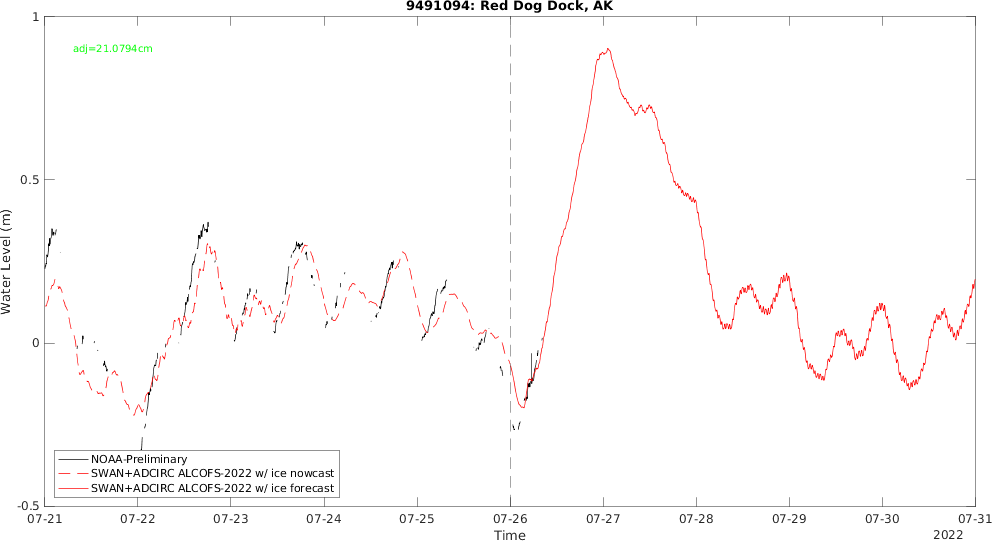 9491094: Red Dog Dock, AK
adj=21.0794cm
Water Level (m)
1
0.5
0
-0.5
NOAA-Preliminary
SWAN+ADCIRC ALCOFS-2022 w/ ice nowcast
SWAN+ADCIRC ALCOFS-2022 w/ ice forecast
07-21 07-22 07-23 07-24 07-25 07-26 07-27 07-28 07-29 07-30 07-31
Time
2022